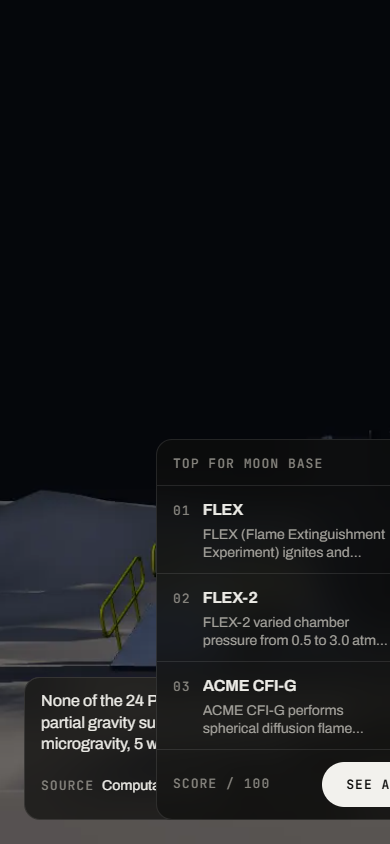 TOP FOR MOON BASE
01 FLEX
FLEX (Flame Extinguishment
Experiment) ignites and...
02 FLEX-2
FLEX-2 varied chamber
pressure from 0.5 to 3.0 atm...
03 ACME CFI-G
ACME CFI-G performs
spherical diffusion flame...
SCORE / 100
SEE A
None of the 24 P
partial gravity su
microgravity, 5 w
SOURCE Computa